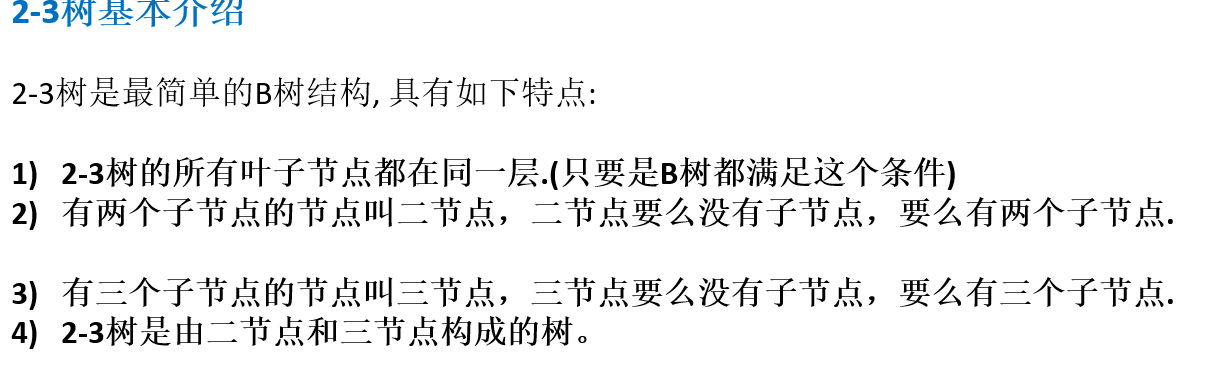 2-3树基本介绍
2-3树是最简单的B树结构, 具有如下特点:
1) 2-3树的所有叶子节点都在同一层.(只要是B树都满足这个条件)
2) 有两个子节点的节点叫二节点，二节点要么没有子节点，要么有两个子节点.
3) 有三个子节点的节点叫三节点，三节点要么没有子节点，要么有三个子节点.
4) 2-3树是由二节点和三节点构成的树。